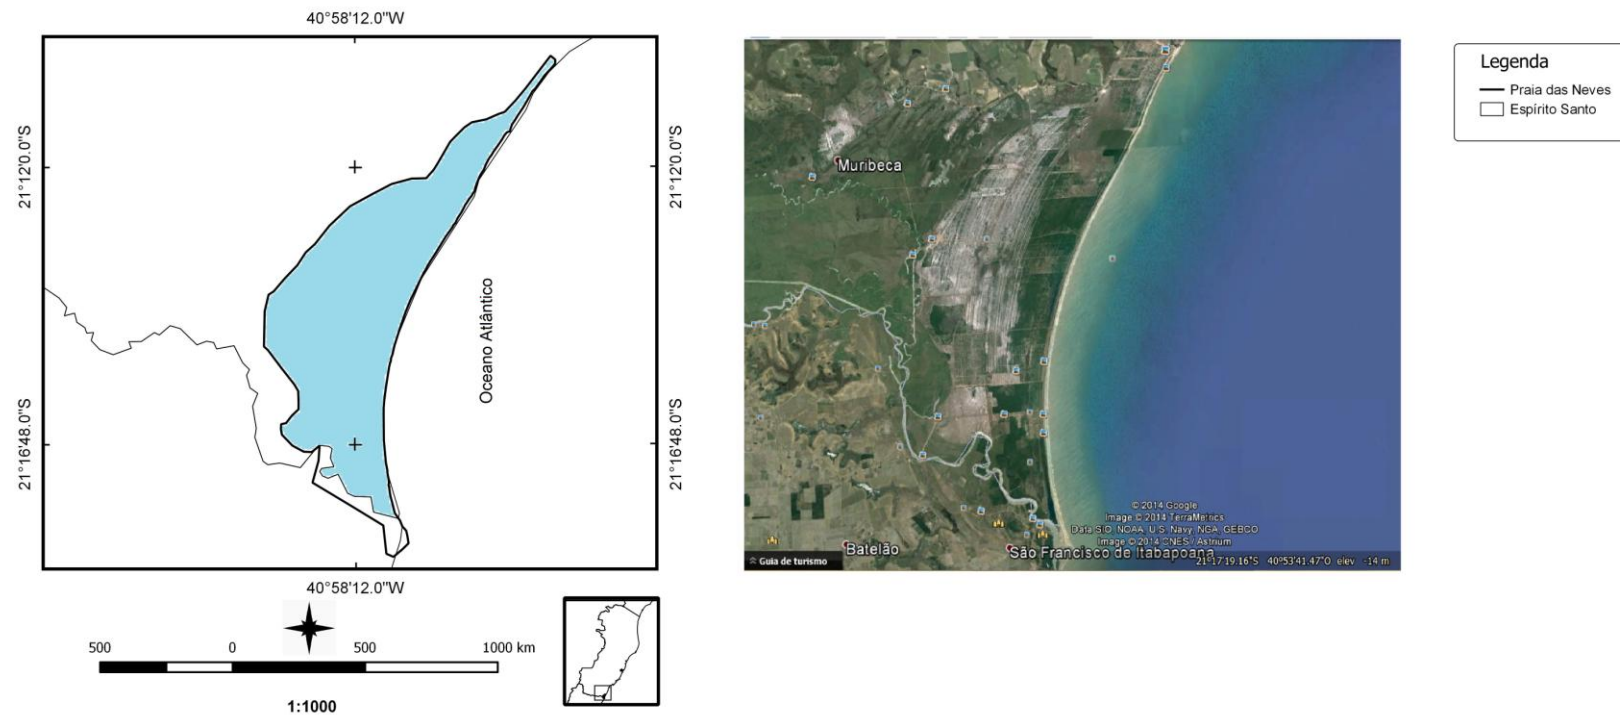 40°58'12.0"W
21°12'0.0"S
21°12'0.0"S
21°16'48.0"S
21°16'48.0"S
Oceano Atlântico
40°58'12.0"W
500 0 500 1000 km
1:1000
Muribeca
Batelão
São Francisco de Itabapoana
© 2014 Google
Image © 2014 TerraMetrics
Data SIO, NOAA, U.S. Navy, NGA, GEBCO
Image © 2014 CNES / Astrium
Guia de turismo
21°17'19.16"S 40°53'41.47"O elev -14 m
Legenda
Praia das Neves
Espírito Santo